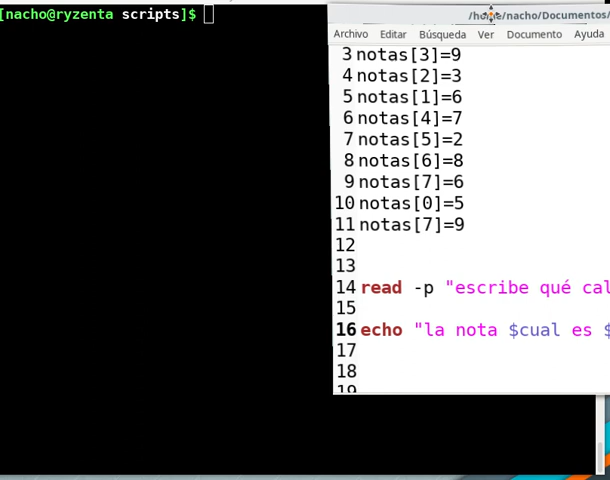 [nacho@ryzenta scripts]$
/home/nacho/Documentos/
Archivo Editar Búsqueda Ver Documento Ayuda
3 notas[3]=9
4 notas[2]=3
5 notas[1]=6
6 notas[4]=7
7 notas[5]=2
8 notas[6]=8
9 notas[7]=6
10 notas[0]=5
11 notas[7]=9
12
13
14 read -p "escribe qué cal
15
16 echo "la nota $cual es $
17
18
19